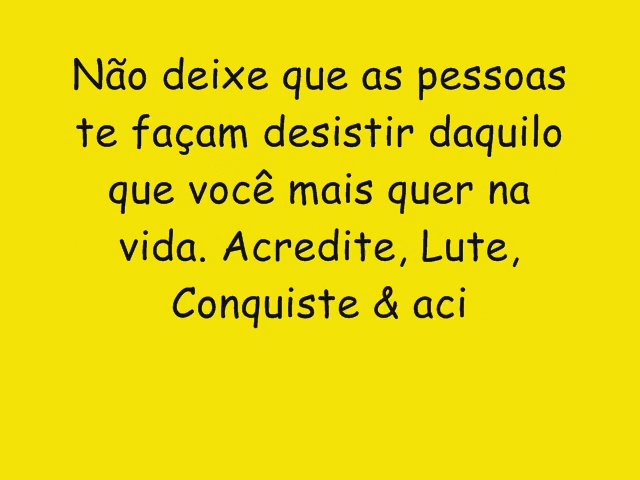 Não deixe que as pessoas
te façam desistir daquilo
que você mais quer na
vida. Acredite, Lute,
Conquiste & aci